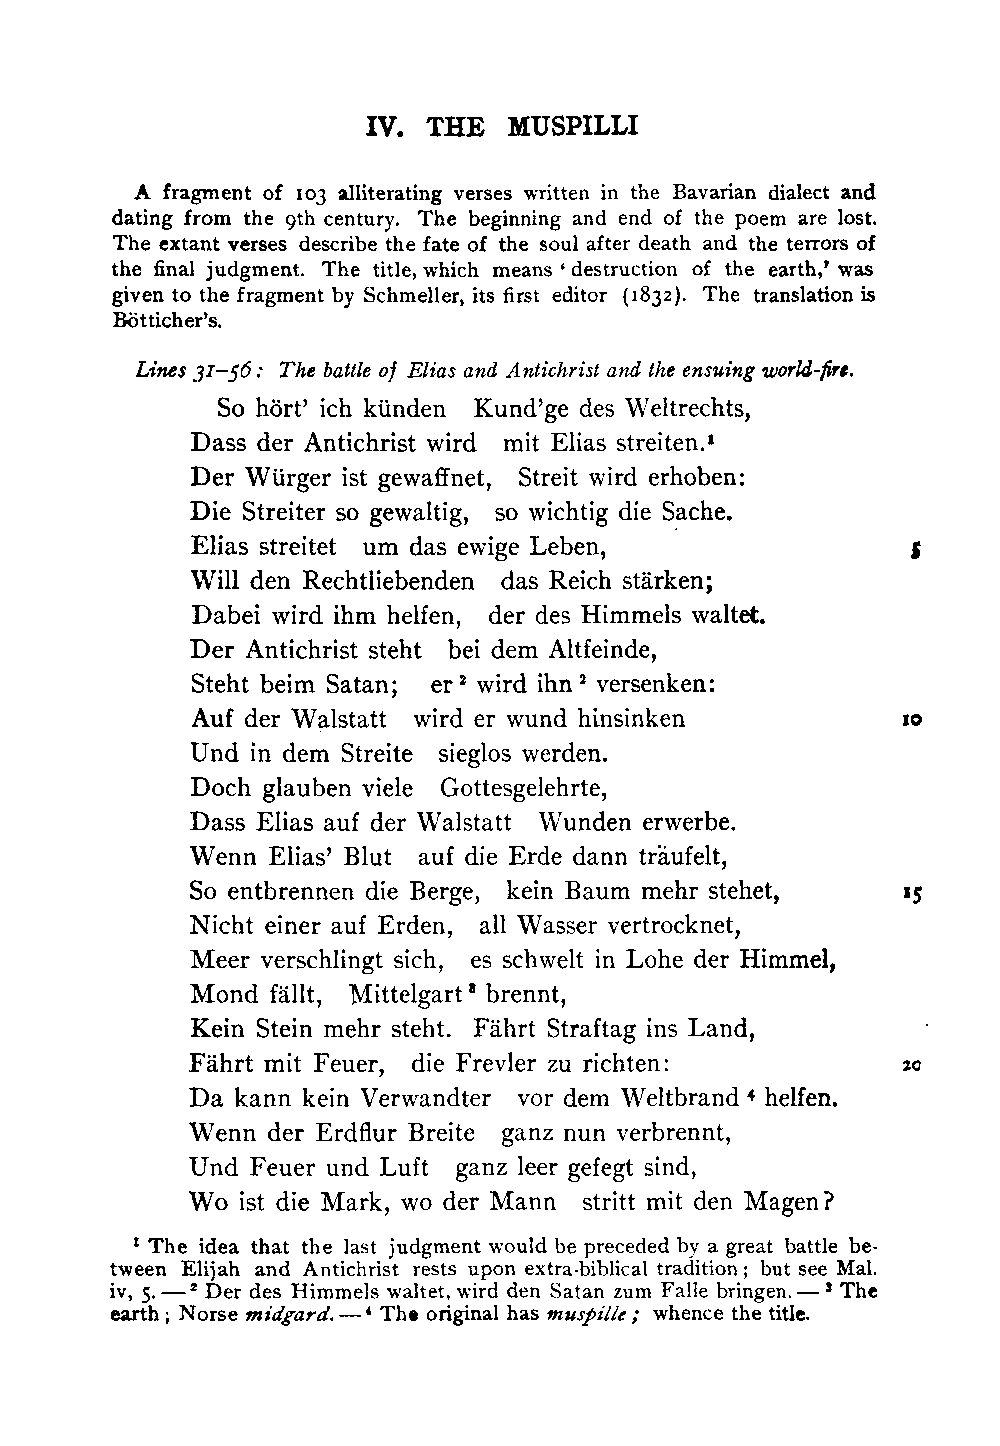 IV. THE MUSPILLI
A fragment of 103 alliterating verses written in the Bavarian dialect and
dating from the 9th century. The beginning and end of the poem are lost.
The extant verses describe the fate of the soul after death and the terrors of
the final judgment. The title, which means ‘destruction of the earth,’ was
given to the fragment by Schmeller, its first editor (1832). The translation is
Bötticher’s.
Lines 31–56: The battle of Elias and Antichrist and the ensuing world-fire.
So hört’ ich künden Kund’ge des Weltrechts,
Dass der Antichrist wird mit Elias streiten.¹
Der Würger ist gewaffnet, Streit wird erhoben:
Die Streiter so gewaltig, so wichtig die Sache.
Elias streitet um das ewige Leben, 5
Will den Rechtliebenden das Reich stärken;
Dabei wird ihm helfen, der des Himmels waltet.
Der Antichrist steht bei dem Altfeinde,
Steht beim Satan; er² wird ihn² versenken:
Auf der Walstatt wird er wund hinsinken 10
Und in dem Streite sieglos werden.
Doch glauben viele Gottesgelehrte,
Dass Elias auf der Walstatt Wunden erwerbe.
Wenn Elias’ Blut auf die Erde dann träufelt,
So entbrennen die Berge, kein Baum mehr stehet, 15
Nicht einer auf Erden, all Wasser vertrocknet,
Meer verschlingt sich, es schwelt in Lohe der Himmel,
Mond fällt, Mittelgart³ brennt,
Kein Stein mehr steht. Fährt Straftag ins Land,
Fährt mit Feuer, die Frevler zu richten: 20
Da kann kein Verwandter vor dem Weltbrand⁴ helfen.
Wenn der Erdflur Breite ganz nun verbrennt,
Und Feuer und Luft ganz leer gefegt sind,
Wo ist die Mark, wo der Mann stritt mit den Magen?
¹ The idea that the last judgment would be preceded by a great battle be-
tween Elijah and Antichrist rests upon extra-biblical tradition; but see Mal.
iv, 5. — ² Der des Himmels waltet, wird den Satan zum Falle bringen. — ³ The
earth; Norse midgard. — ⁴ The original has muspille; whence the title.